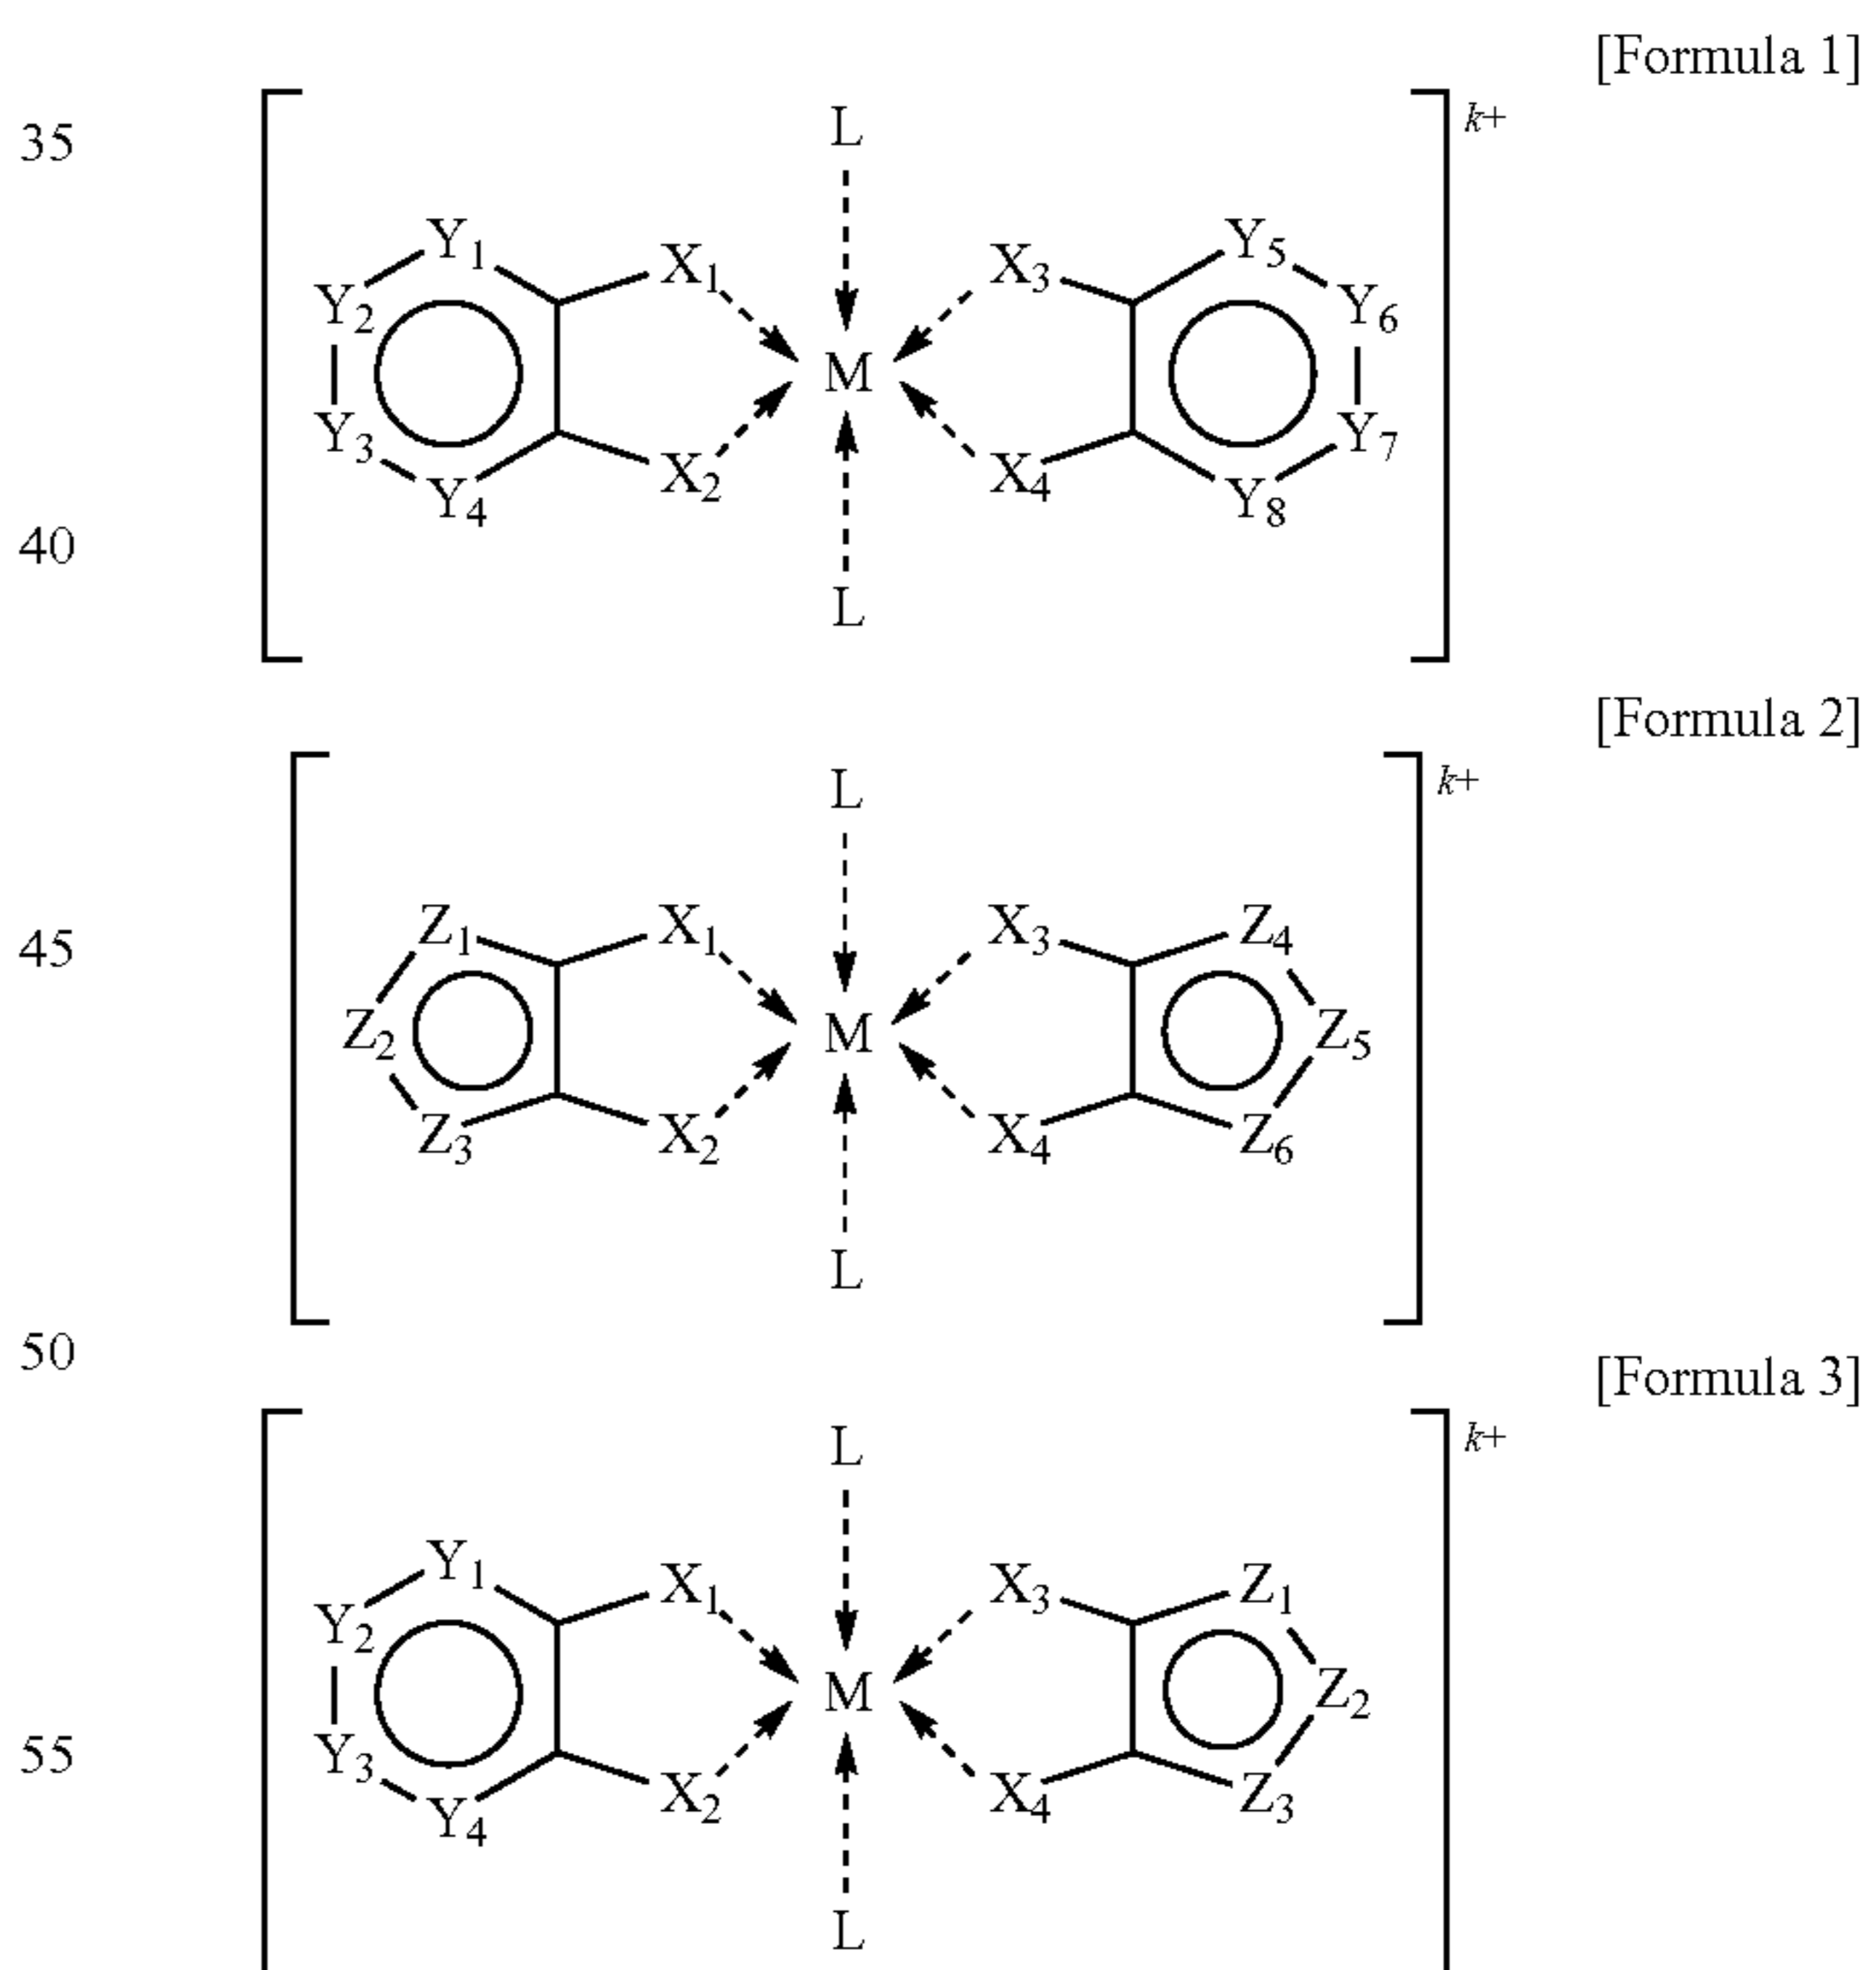 [Formula 1]
35
k+
L
Y1 X1 X3 Y5
Y2 Y6
M
Y3 Y7
Y4 X2 X4 Y8
40
L
[Formula 2]
k+
L
45
Z1 X1 X3 Z4
Z2 M Z5
Z3 X2 X4 Z6
L
50
[Formula 3]
k+
L
Y1 X1 X3 Z1
Y2
M Z2
55
Y3
Y4 X2 X4 Z3
L